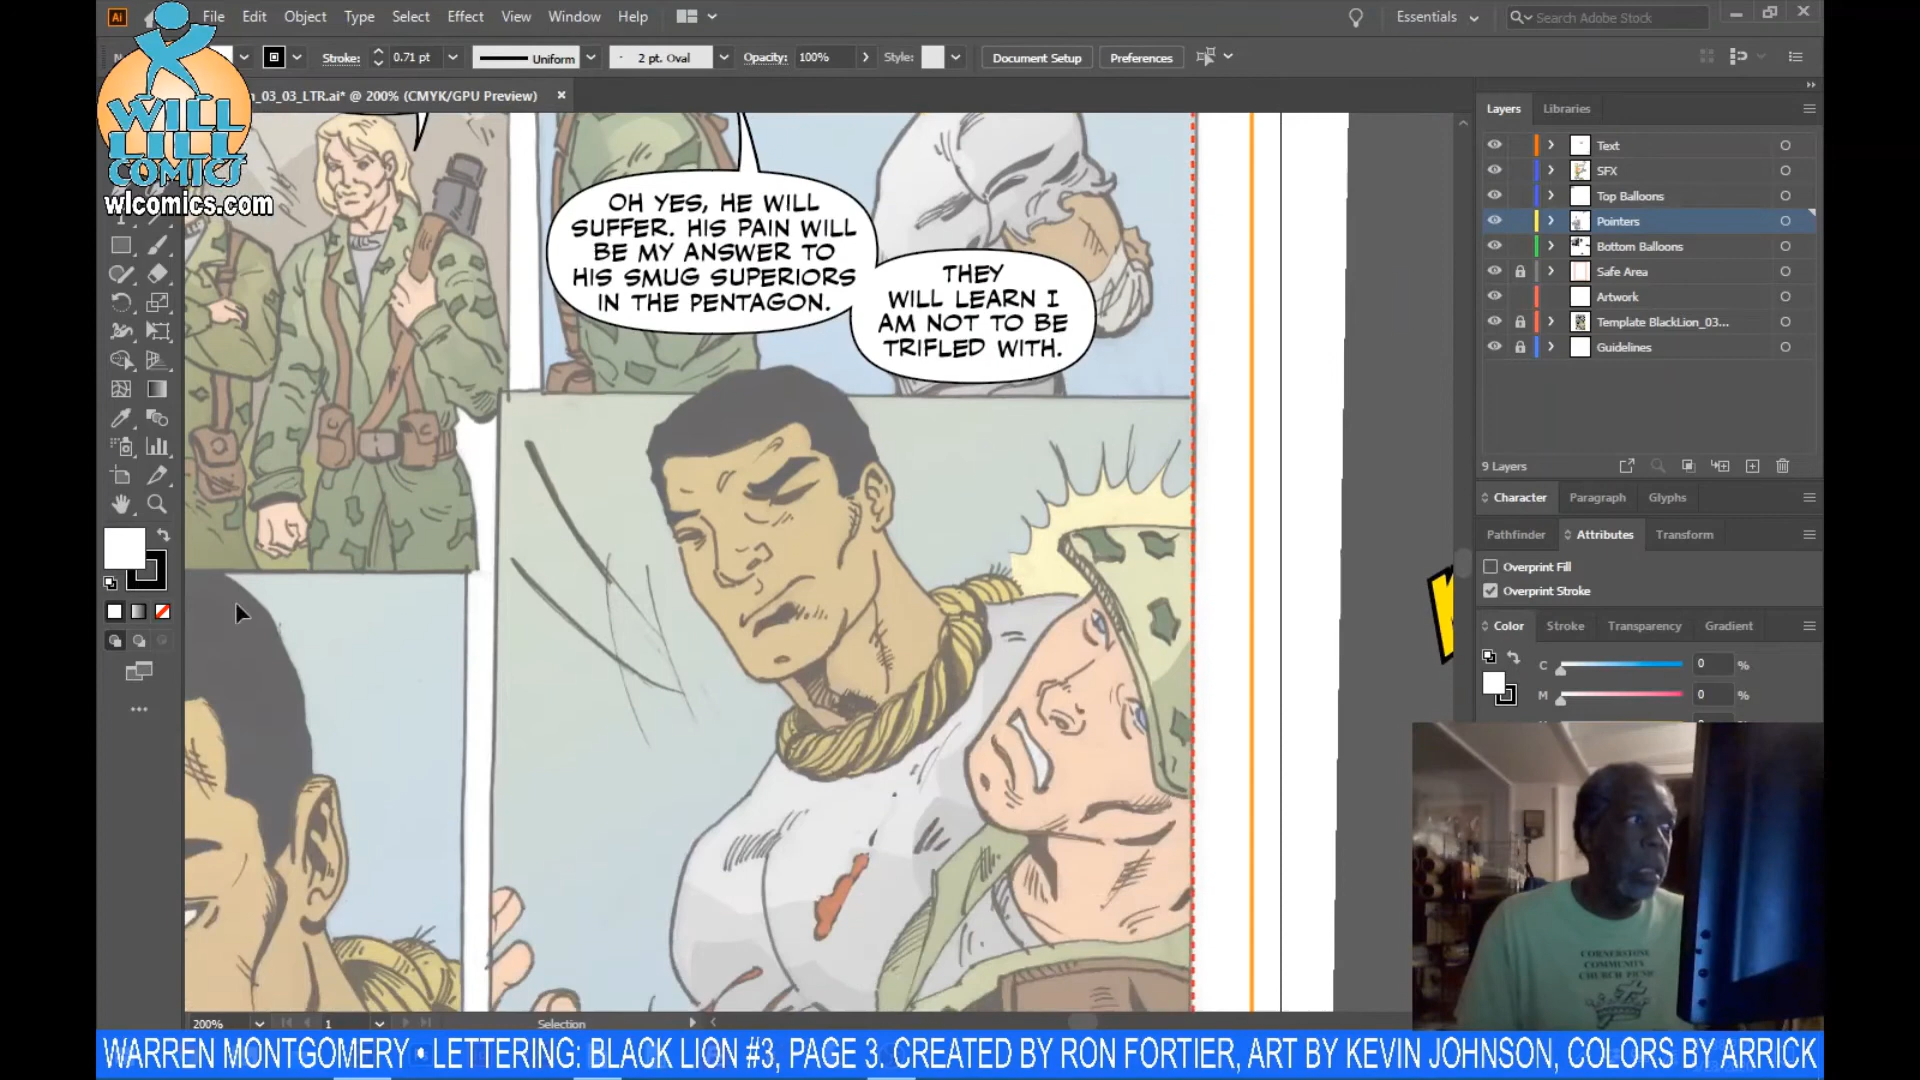 Ai
File Edit Object Type Select Effect View Window Help
Essentials
Search Adobe Stock
Stroke: 0.71 pt Uniform 2 pt. Oval Opacity: 100% Style: Document Setup Preferences
_03_03_LTR.ai* @ 200% (CMYK/GPU Preview)
WILL
LILL
COMICS
wlcomics.com
OH YES, HE WILL
SUFFER. HIS PAIN WILL
BE MY ANSWER TO
HIS SMUG SUPERIORS
IN THE PENTAGON.
THEY
WILL LEARN I
AM NOT TO BE
TRIFLED WITH.
Layers Libraries
Text
SFX
Top Balloons
Pointers
Bottom Balloons
Safe Area
Artwork
Template BlackLion_03...
Guidelines
9 Layers
Character Paragraph Glyphs
Pathfinder Attributes Transform
Overprint Fill
Overprint Stroke
Color Stroke Transparency Gradient
C 0 %
M 0 %
CORNERSTONE
COMMUNITY
CHURCH PICNIC
200% 1 Selection
WARREN MONTGOMERY • LETTERING: BLACK LION #3, PAGE 3. CREATED BY RON FORTIER, ART BY KEVIN JOHNSON, COLORS BY ARRICK